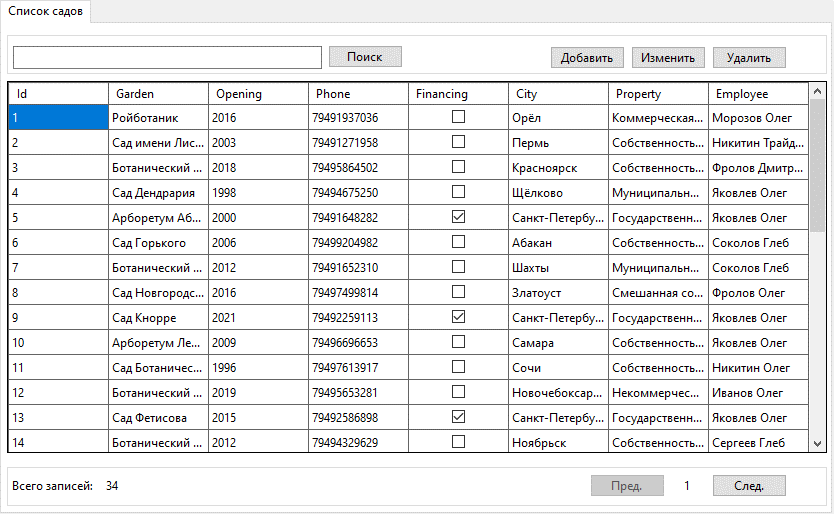 Список садов
Поиск Добавить Изменить Удалить
Id Garden Opening Phone Financing City Property Employee
1 Ройботаник 2016 79491937036 Орёл Коммерческая... Морозов Олег
2 Сад имени Лис... 2003 79491271958 Пермь Собственность... Никитин Трайд...
3 Ботанический ... 2018 79495864502 Красноярск Собственность... Фролов Дмитр...
4 Сад Дендрария 1998 79494675250 Щёлково Муниципальн... Яковлев Олег
5 Арборетум Аб... 2000 79491648282 Санкт-Петербу... Государственн... Яковлев Олег
6 Сад Горького 2006 79499204982 Абакан Собственность... Соколов Глеб
7 Ботанический ... 2012 79491652310 Шахты Муниципальн... Соколов Глеб
8 Сад Новгородс... 2016 79497499814 Златоуст Смешанная со... Фролов Олег
9 Сад Кнорре 2021 79492259113 Санкт-Петербу... Государственн... Яковлев Олег
10 Арборетум Ле... 2009 79496696653 Самара Собственность... Яковлев Олег
11 Сад Ботаничес... 1996 79497613917 Сочи Собственность... Никитин Олег
12 Ботанический ... 2019 79495653281 Новочебоксар... Некоммерчес... Иванов Олег
13 Сад Фетисова 2015 79492586898 Санкт-Петербу... Государственн... Яковлев Олег
14 Ботанический ... 2012 79494329629 Ноябрьск Собственность... Сергеев Глеб
Всего записей: 34 Пред. 1 След.